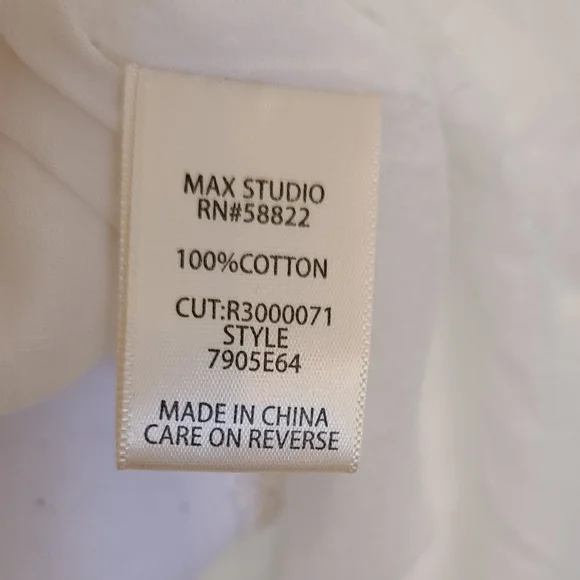 MAX STUDIO
RN#58822
100%COTTON
CUT:R3000071
STYLE
7905E64
MADE IN CHINA
CARE ON REVERSE